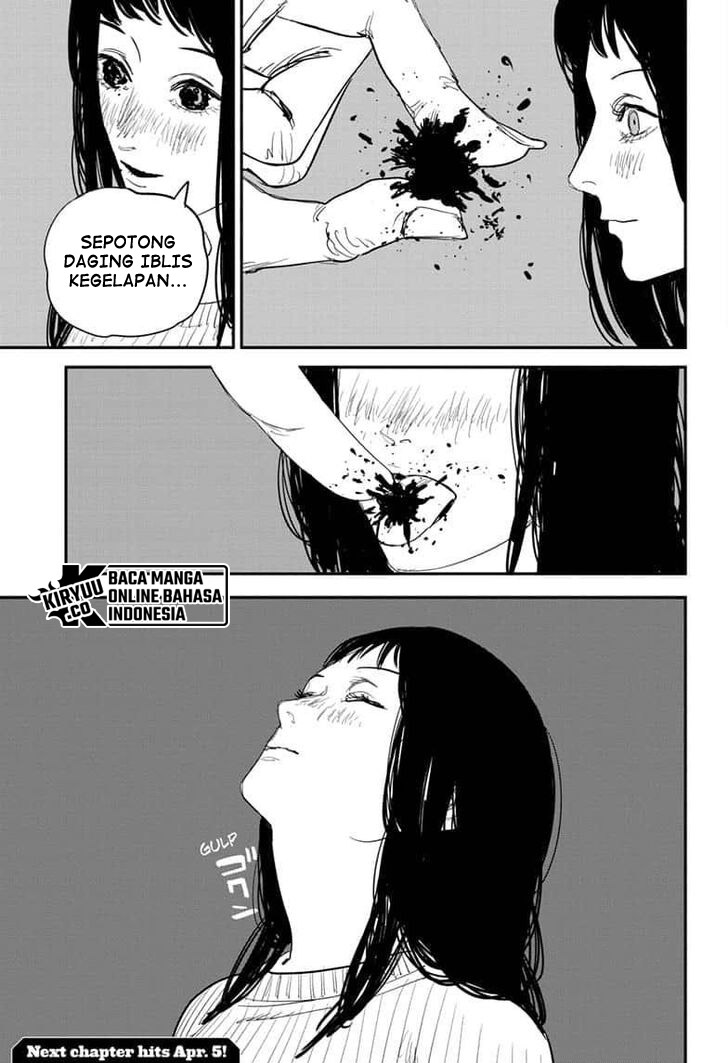 SEPOTONG
DAGING IBLIS
KEGELAPAN...
KIRYUU
.CO
BACA MANGA
ONLINE BAHASA
INDONESIA
GULP
ゴクン
Next chapter hits Apr. 5!